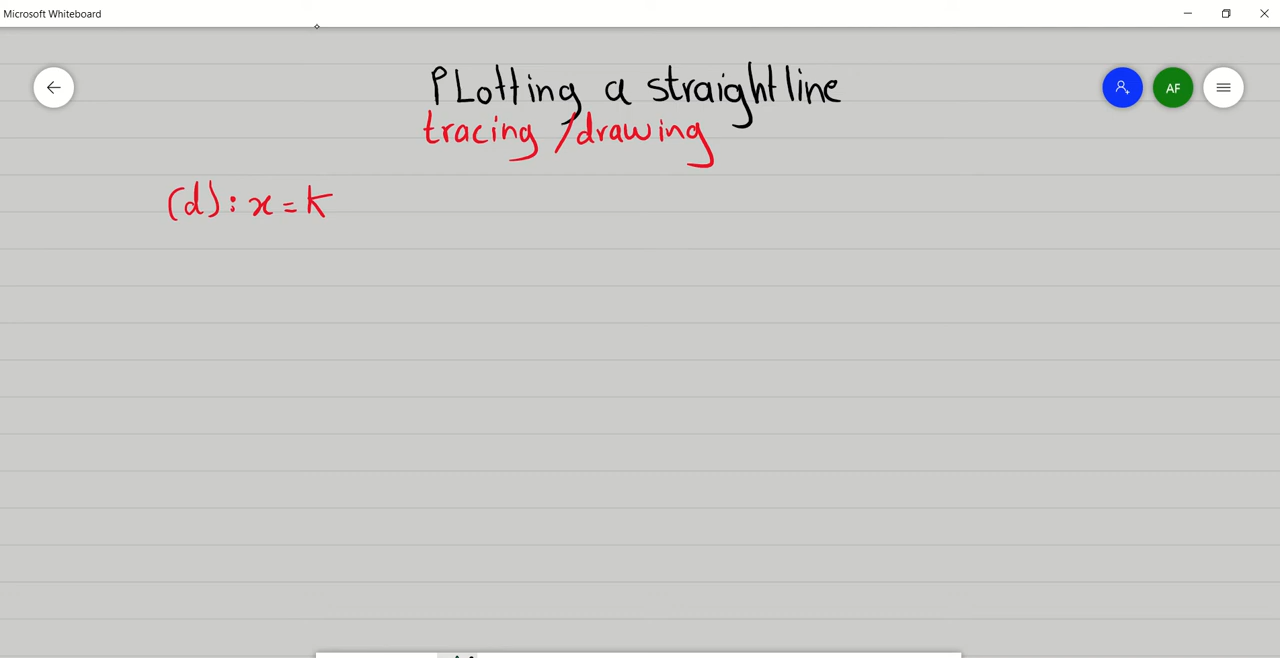 Microsoft Whiteboard
PLotting a straight line
AF
tracing /drawing
(d): x = k